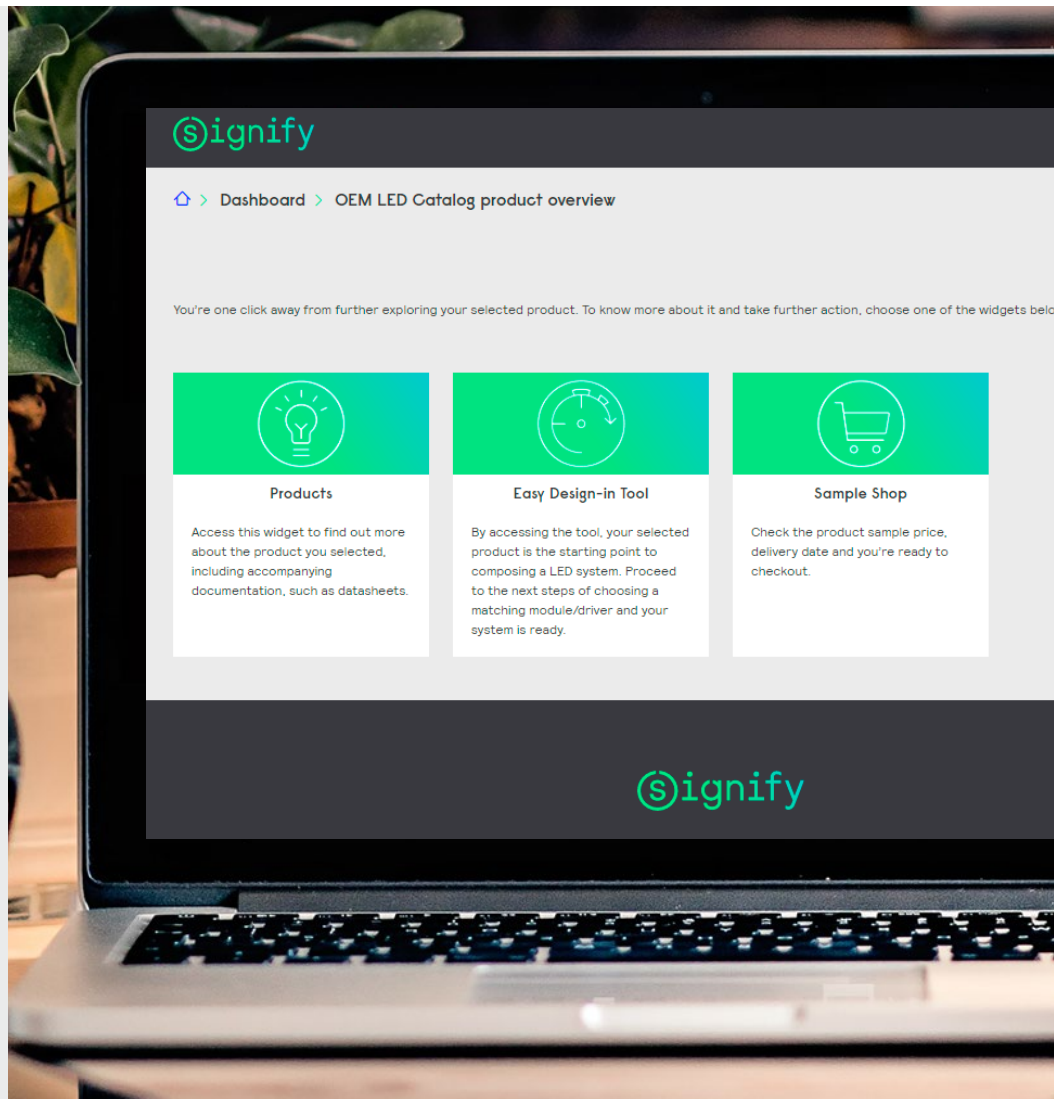 signify
Dashboard > OEM LED Catalog product overview
You're one click away from further exploring your selected product. To know more about it and take further action, choose one of the widgets belo
Products
Access this widget to find out more
about the product you selected,
including accompanying
documentation, such as datasheets.
Easy Design-in Tool
By accessing the tool, your selected
product is the starting point to
composing a LED system. Proceed
to the next steps of choosing a
matching module/driver and your
system is ready.
Sample Shop
Check the product sample price,
delivery date and you're ready to
checkout.
signify